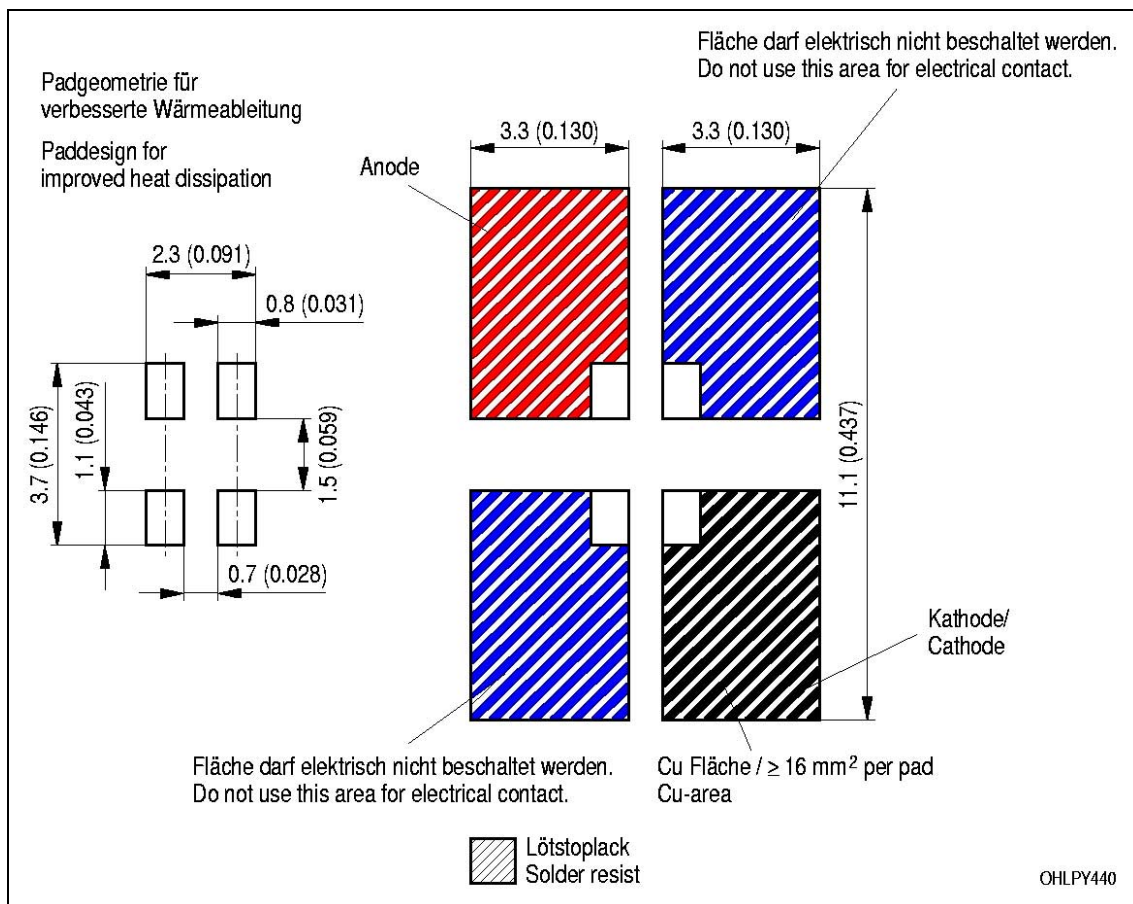 Fläche darf elektrisch nicht beschaltet werden.
Do not use this area for electrical contact.
Padgeometrie für
verbesserte Wärmeableitung
Paddesign for
improved heat dissipation
3.3 (0.130)
3.3 (0.130)
Anode
2.3 (0.091)
0.8 (0.031)
3.7 (0.146)
1.1 (0.043)
1.5 (0.059)
11.1 (0.437)
0.7 (0.028)
Kathode/
Cathode
Fläche darf elektrisch nicht beschaltet werden.
Do not use this area for electrical contact.
Cu Fläche / ≥ 16 mm² per pad
Cu-area
Lötstoplack
Solder resist
OHLPY440